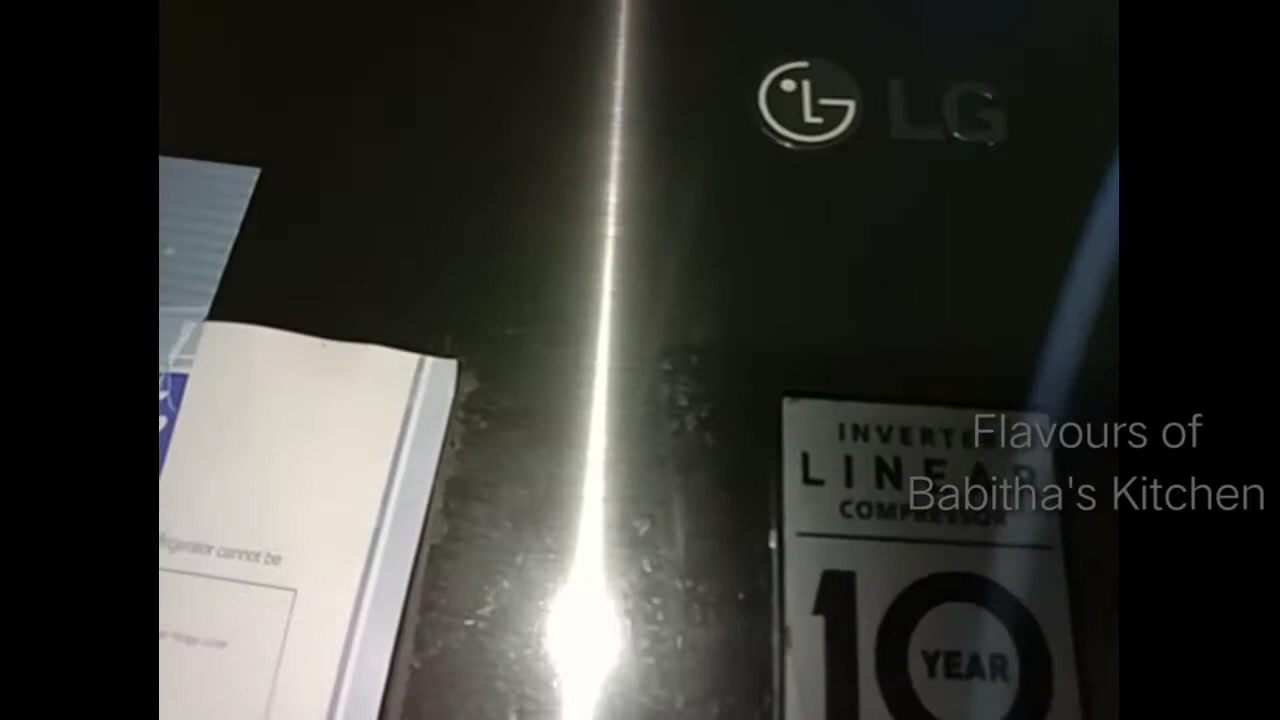 LG
INVERTER
LINEAR
COMPRESSOR
10
YEAR
Flavours of
Babitha's Kitchen
cannot be